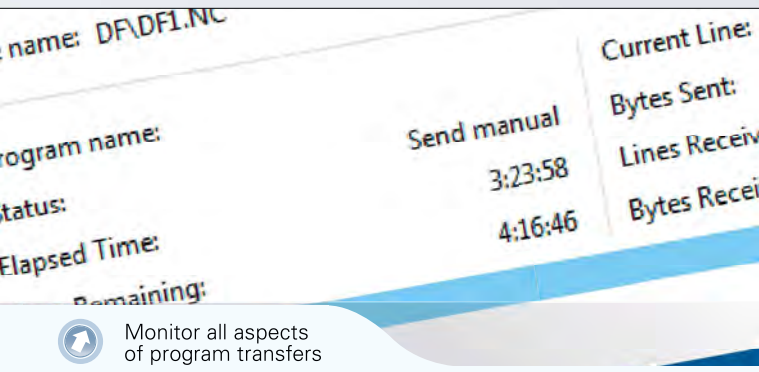 e name: DF\DF1.NC
rogram name:
Status: Send manual
Elapsed Time: 3:23:58
Remaining: 4:16:46
Current Line:
Bytes Sent:
Lines Receiv
Bytes Recei
Monitor all aspects
of program transfers